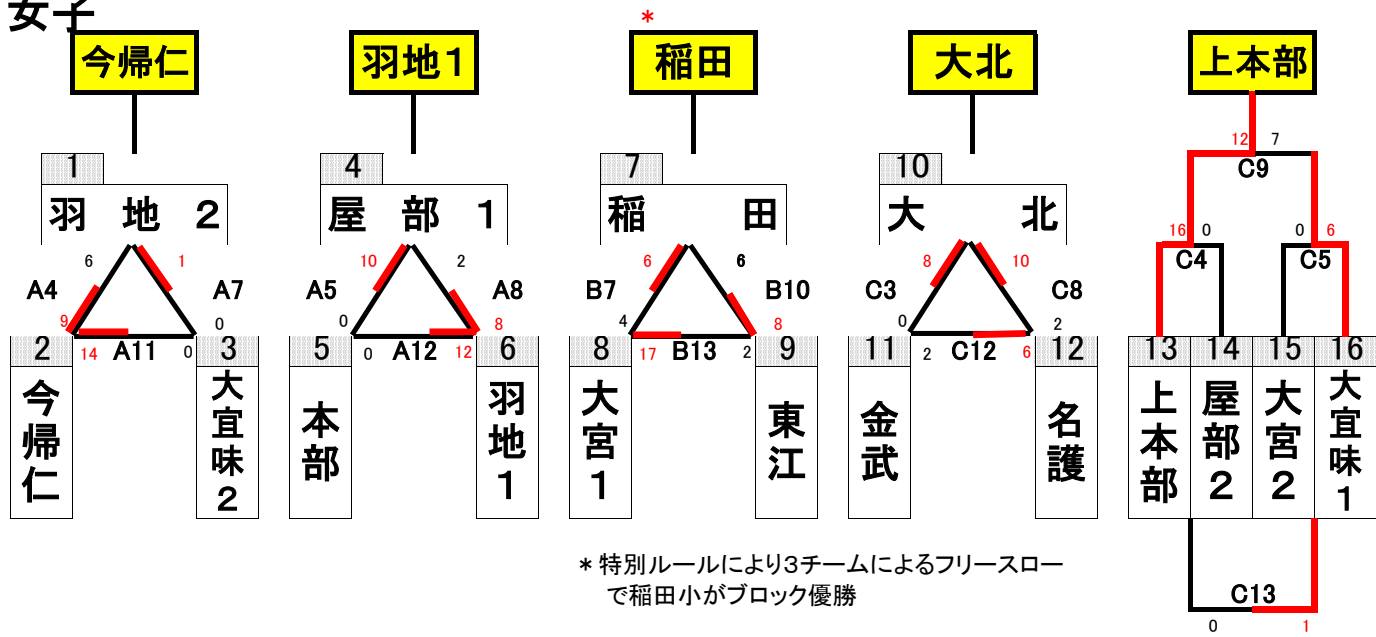 女子
*
今帰仁 羽地1 稲田 大北 上本部
12 7
C9
1 4 7 10
羽地2 屋部1 稲田 大北
16 0 0 6
C4 C5
6 1 10 2 6 6 8 10
A4 A7 A5 A8 B7 B10 C3 C8
9 0 0 8 4 8 0 2
2 14 A11 0 3 5 0 A12 12 6 8 17 B13 2 9 11 2 C12 6 12 13 14 15 16
今帰仁 大宜味2 本部 羽地1 大宮1 東江 金武 名護 上本部 屋部2 大宮2 大宜味1
* 特別ルールにより3チームによるフリースロー
で稲田小がブロック優勝
C13
0 1